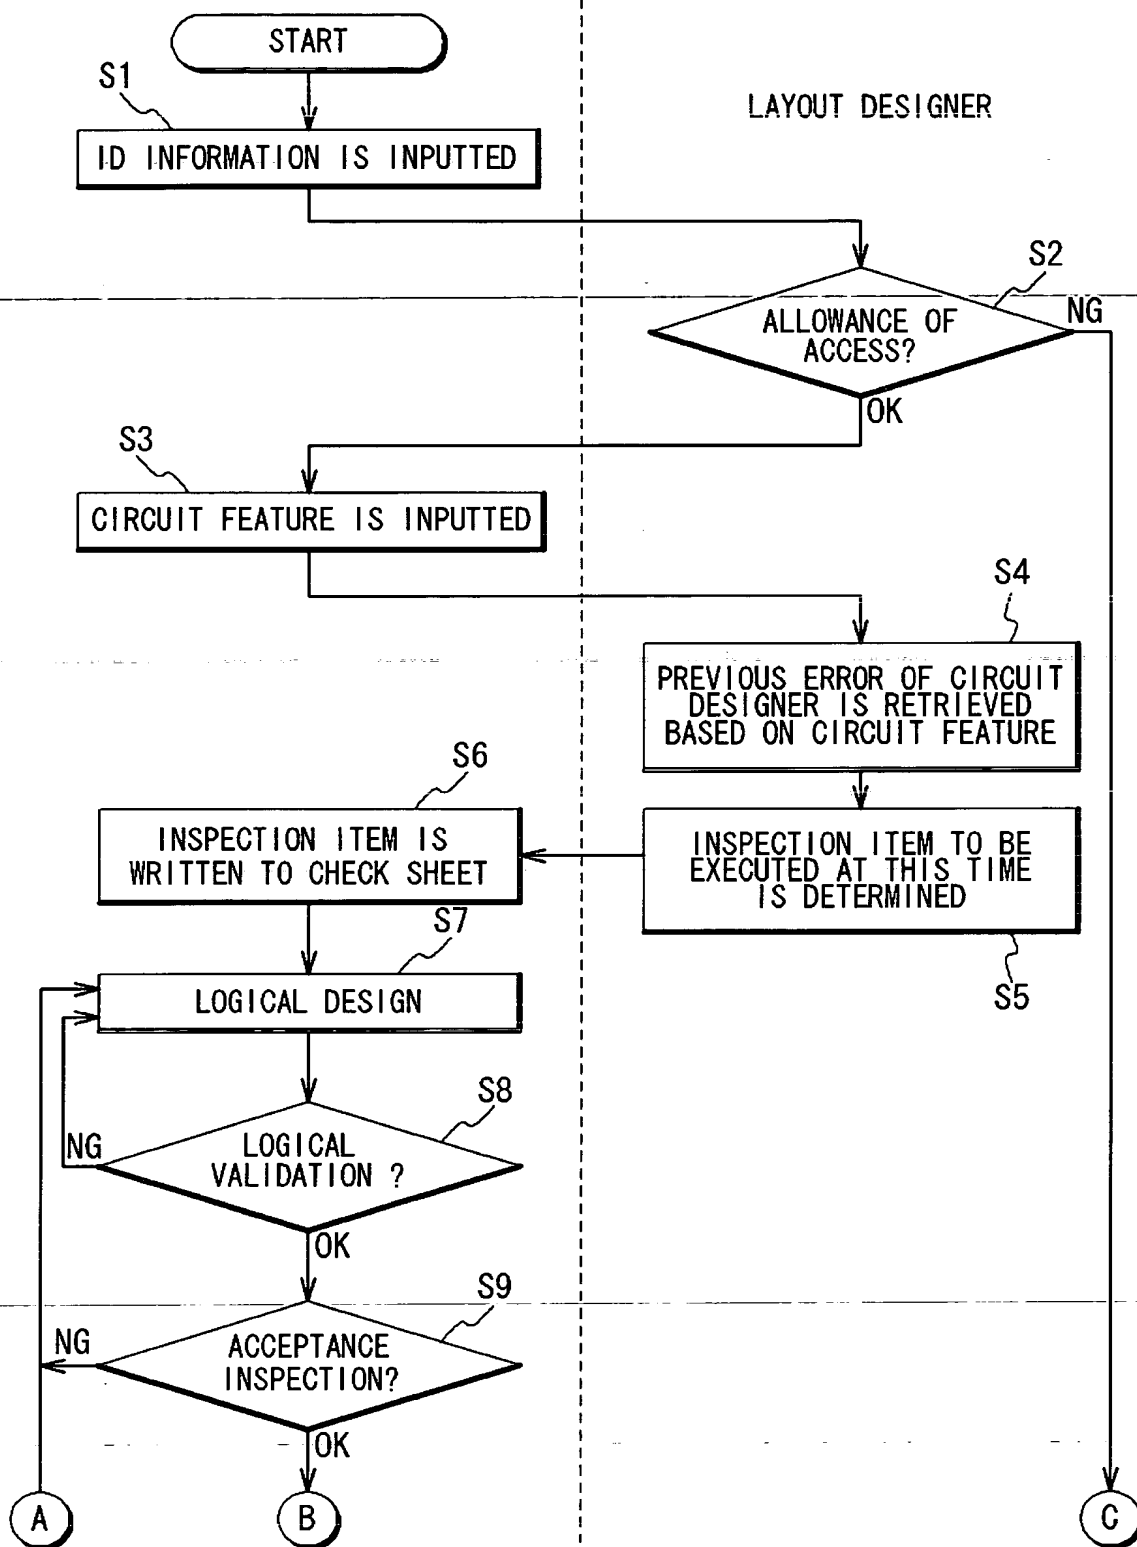 START
S1
LAYOUT DESIGNER
ID INFORMATION IS INPUTTED
S2
NG
ALLOWANCE OF
ACCESS?
OK
S3
CIRCUIT FEATURE IS INPUTTED
S4
PREVIOUS ERROR OF CIRCUIT
DESIGNER IS RETRIEVED
BASED ON CIRCUIT FEATURE
S6
INSPECTION ITEM IS
WRITTEN TO CHECK SHEET
INSPECTION ITEM TO BE
EXECUTED AT THIS TIME
IS DETERMINED
S7
S5
LOGICAL DESIGN
S8
NG
LOGICAL
VALIDATION ?
OK
S9
NG
ACCEPTANCE
INSPECTION?
OK
A
B
C